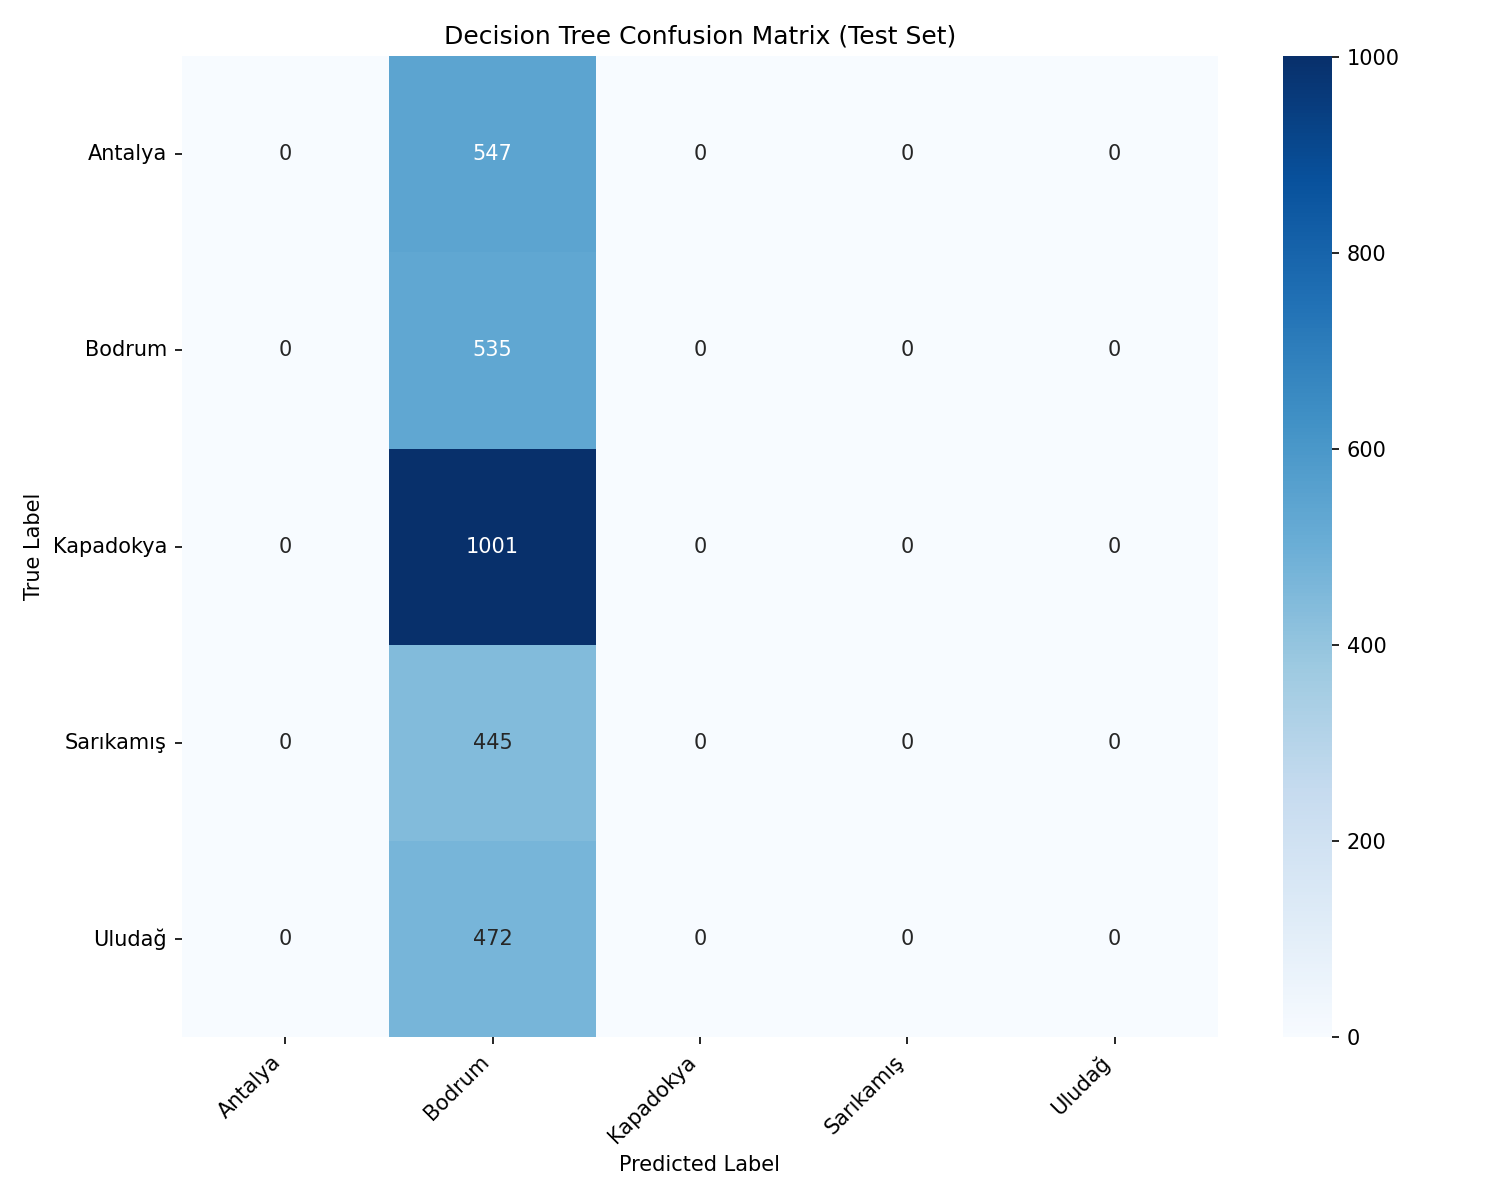 Decision Tree Confusion Matrix (Test Set)
True Label
Antalya 0 547 0 0 0
Bodrum 0 535 0 0 0
Kapadokya 0 1001 0 0 0
Sarıkamış 0 445 0 0 0
Uludağ 0 472 0 0 0
Antalya Bodrum Kapadokya Sarıkamış Uludağ
Predicted Label
1000
800
600
400
200
0